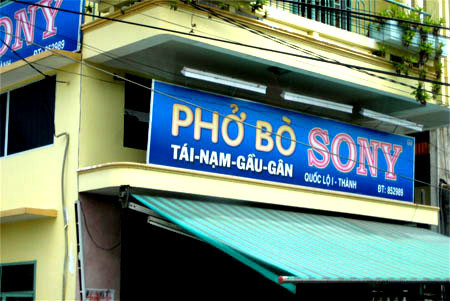 SONY
ĐT: 852989
PHỞ BÒ SONY
TÁI-NẠM-GẦU-GÂN
QUỐC LỘ I - THÀNH
ĐT: 852989